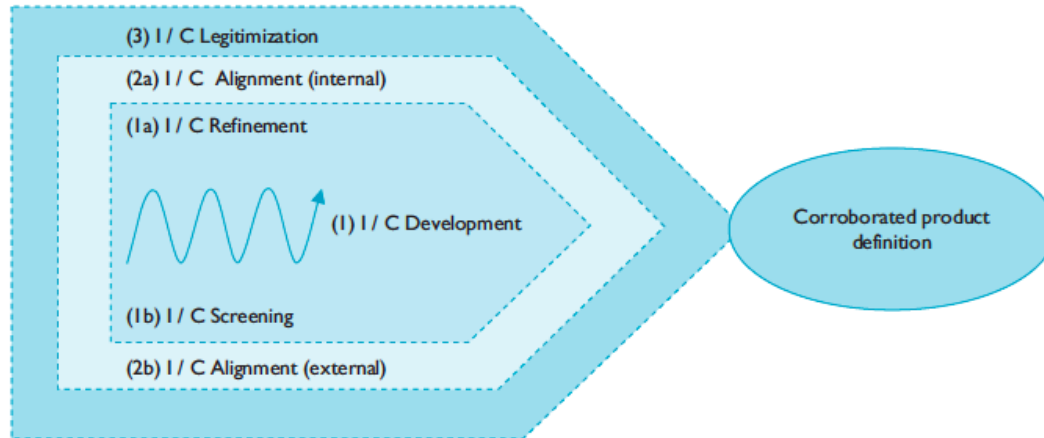 (3) I / C Legitimization
(2a) I / C Alignment (internal)
(1a) I / C Refinement
(1) I / C Development
(1b) I / C Screening
(2b) I / C Alignment (external)
Corroborated product
definition